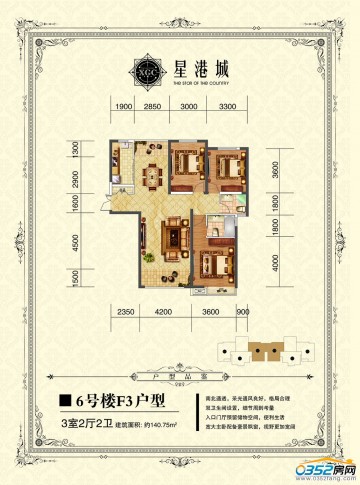 XGC
星港城
THE STAR OF THE COUNTRY
1900 2850 3000 3300
1300
2900
1600
4500
1500
3600
1800
1800
4000
2350 4200 3600 900
户型品鉴
■ 6号楼F3户型
3室2厅2卫 建筑面积:约140.75m²
南北通透，采光通风良好，格局合理
双卫生间设置，细节周到考量
入口门厅预留储物空间，便利生活
宽大主卧配备景景飘窗，视野更加宽阔
0352房网
www.0352fang.com